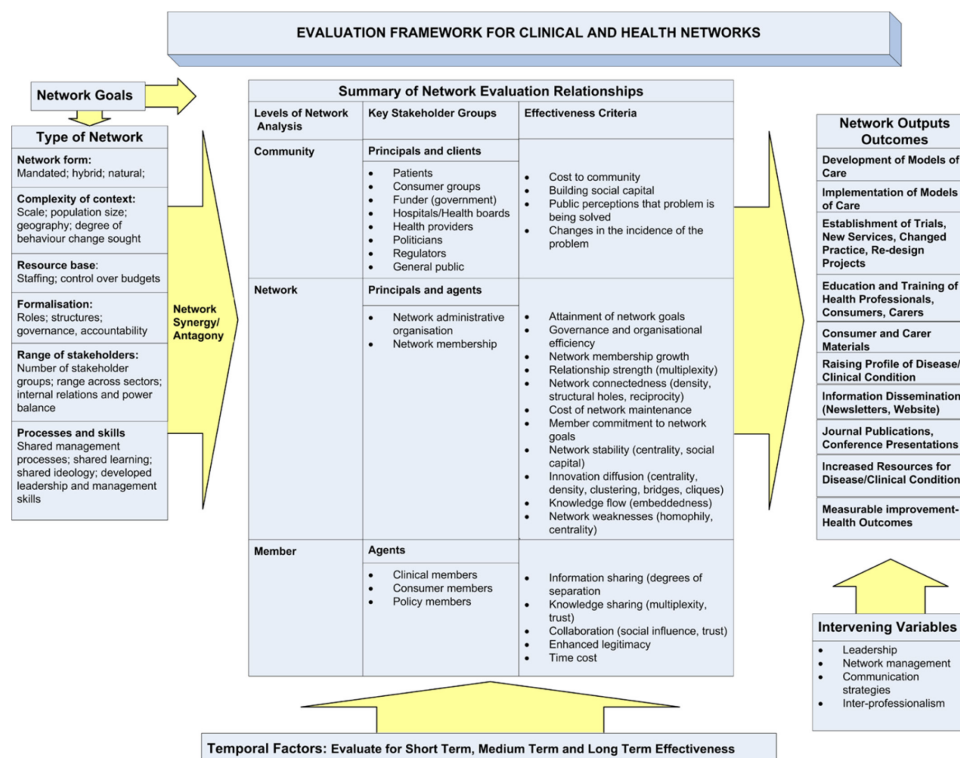 EVALUATION FRAMEWORK FOR CLINICAL AND HEALTH NETWORKS
Network Goals
Type of Network
Network form:
Mandated; hybrid; natural;
Complexity of context:
Scale; population size;
geography; degree of
behaviour change sought
Resource base:
Staffing; control over budgets
Formalisation:
Roles; structures;
governance, accountability
Range of stakeholders:
Number of stakeholder
groups; range across sectors;
internal relations and power
balance
Processes and skills
Shared management
processes; shared learning;
shared ideology; developed
leadership and management
skills
Network
Synergy/
Antagony
Summary of Network Evaluation Relationships
Levels of Network
Analysis
Key Stakeholder Groups
Effectiveness Criteria
Community
Principals and clients
• Patients
• Consumer groups
• Funder (government)
• Hospitals/Health boards
• Health providers
• Politicians
• Regulators
• General public
• Cost to community
• Building social capital
• Public perceptions that problem is
being solved
• Changes in the incidence of the
problem
Network
Principals and agents
• Network administrative
organisation
• Network membership
• Attainment of network goals
• Governance and organisational
efficiency
• Network membership growth
• Relationship strength (multiplexity)
• Network connectedness (density,
structural holes, reciprocity)
• Cost of network maintenance
• Member commitment to network
goals
• Network stability (centrality, social
capital)
• Innovation diffusion (centrality,
density, clustering, bridges, cliques)
• Knowledge flow (embeddedness)
• Network weaknesses (homophily,
centrality)
Member
Agents
• Clinical members
• Consumer members
• Policy members
• Information sharing (degrees of
separation
• Knowledge sharing (multiplexity,
trust)
• Collaboration (social influence, trust)
• Enhanced legitimacy
• Time cost
Network Outputs
Outcomes
Development of Models of
Care
Implementation of Models
of Care
Establishment of Trials,
New Services, Changed
Practice, Re-design
Projects
Education and Training of
Health Professionals,
Consumers, Carers
Consumer and Carer
Materials
Raising Profile of Disease/
Clinical Condition
Information Dissemination
(Newsletters, Website)
Journal Publications,
Conference Presentations
Increased Resources for
Disease/Clinical Condition
Measurable improvement-
Health Outcomes
Intervening Variables
• Leadership
• Network management
• Communication
strategies
• Inter-professionalism
Temporal Factors: Evaluate for Short Term, Medium Term and Long Term Effectiveness